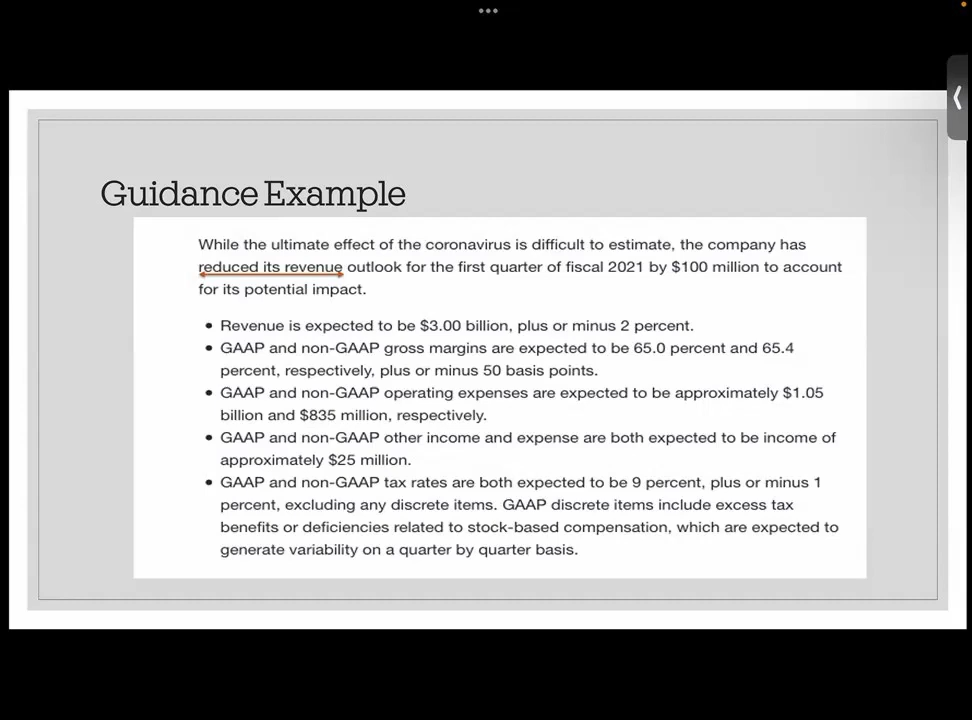 Guidance Example
While the ultimate effect of the coronavirus is difficult to estimate, the company has
reduced its revenue outlook for the first quarter of fiscal 2021 by $100 million to account
for its potential impact.
• Revenue is expected to be $3.00 billion, plus or minus 2 percent.
• GAAP and non-GAAP gross margins are expected to be 65.0 percent and 65.4
percent, respectively, plus or minus 50 basis points.
• GAAP and non-GAAP operating expenses are expected to be approximately $1.05
billion and $835 million, respectively.
• GAAP and non-GAAP other income and expense are both expected to be income of
approximately $25 million.
• GAAP and non-GAAP tax rates are both expected to be 9 percent, plus or minus 1
percent, excluding any discrete items. GAAP discrete items include excess tax
benefits or deficiencies related to stock-based compensation, which are expected to
generate variability on a quarter by quarter basis.